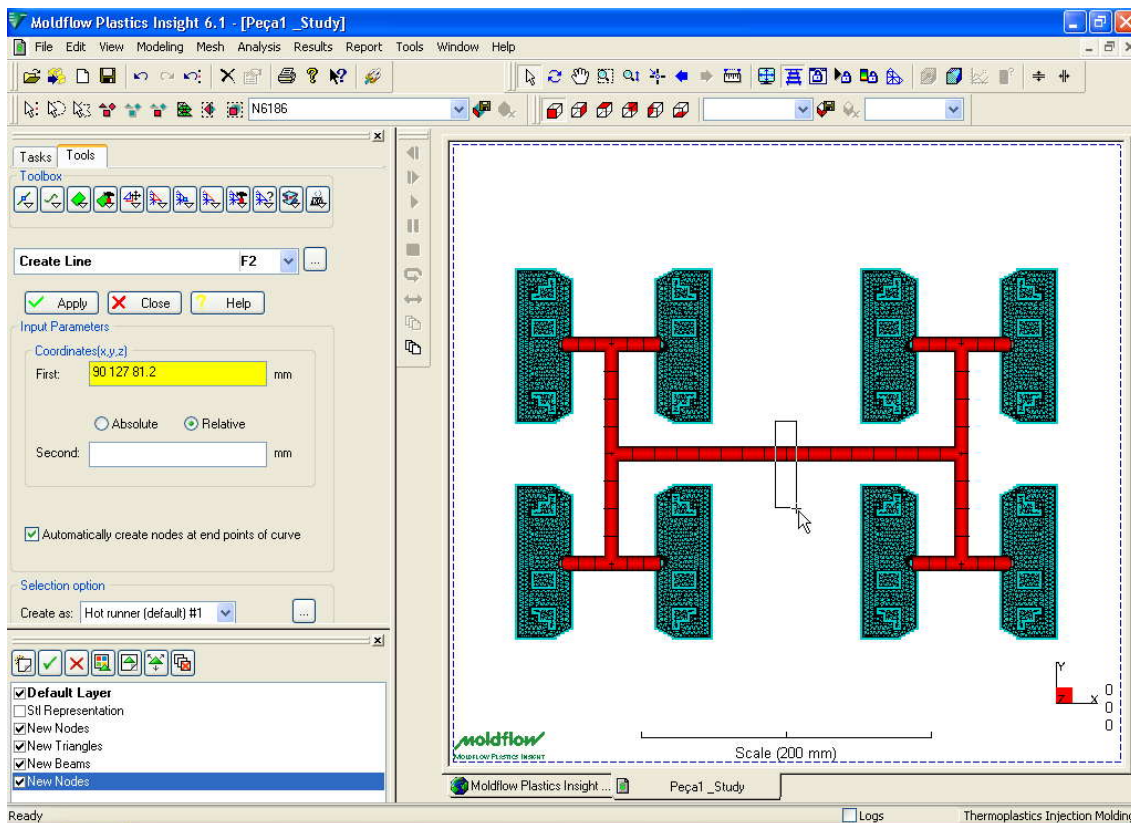 Moldflow Plastics Insight 6.1 - [Peça1 _Study]
File Edit View Modeling Mesh Analysis Results Report Tools Window Help
N6186
Tasks Tools
Toolbox
Create Line F2
Apply Close ? Help
Input Parameters
Coordinates(x,y,z)
First: 90 127 81.2 mm
Absolute Relative
Second: mm
Automatically create nodes at end points of curve
Selection option
Create as: Hot runner (default) #1
Default Layer
Stl Representation
New Nodes
New Triangles
New Beams
New Nodes
Y
Z X
0
0
0
moldflow
MOLDFLOW PLASTICS INSIGHT
Scale (200 mm)
Moldflow Plastics Insight ... Peça1 _Study
Ready Logs Thermoplastics Injection Molding